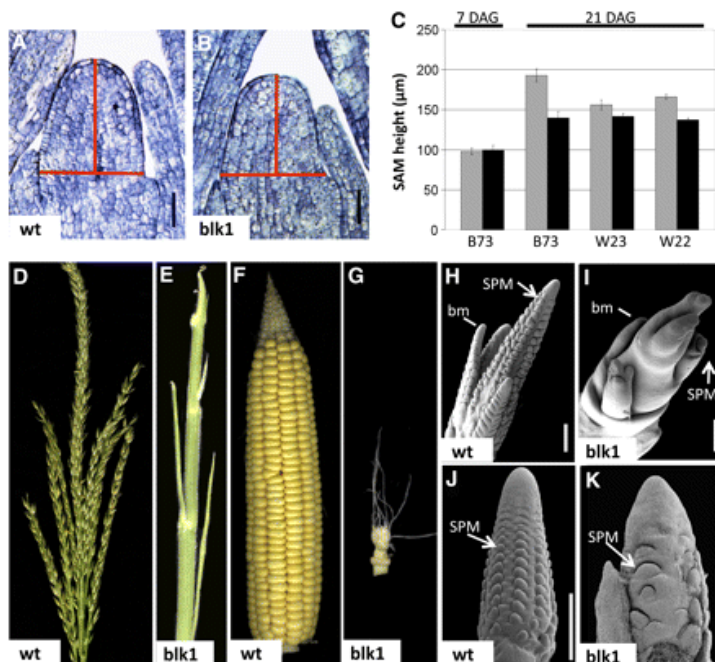 A
wt
B
blk1
C
7 DAG
21 DAG
SAM height (µm)
250
200
150
100
50
0
B73
B73
W23
W22
D
wt
E
blk1
F
wt
G
blk1
H
SPM
bm
wt
I
bm
SPM
blk1
J
SPM
wt
K
SPM
blk1